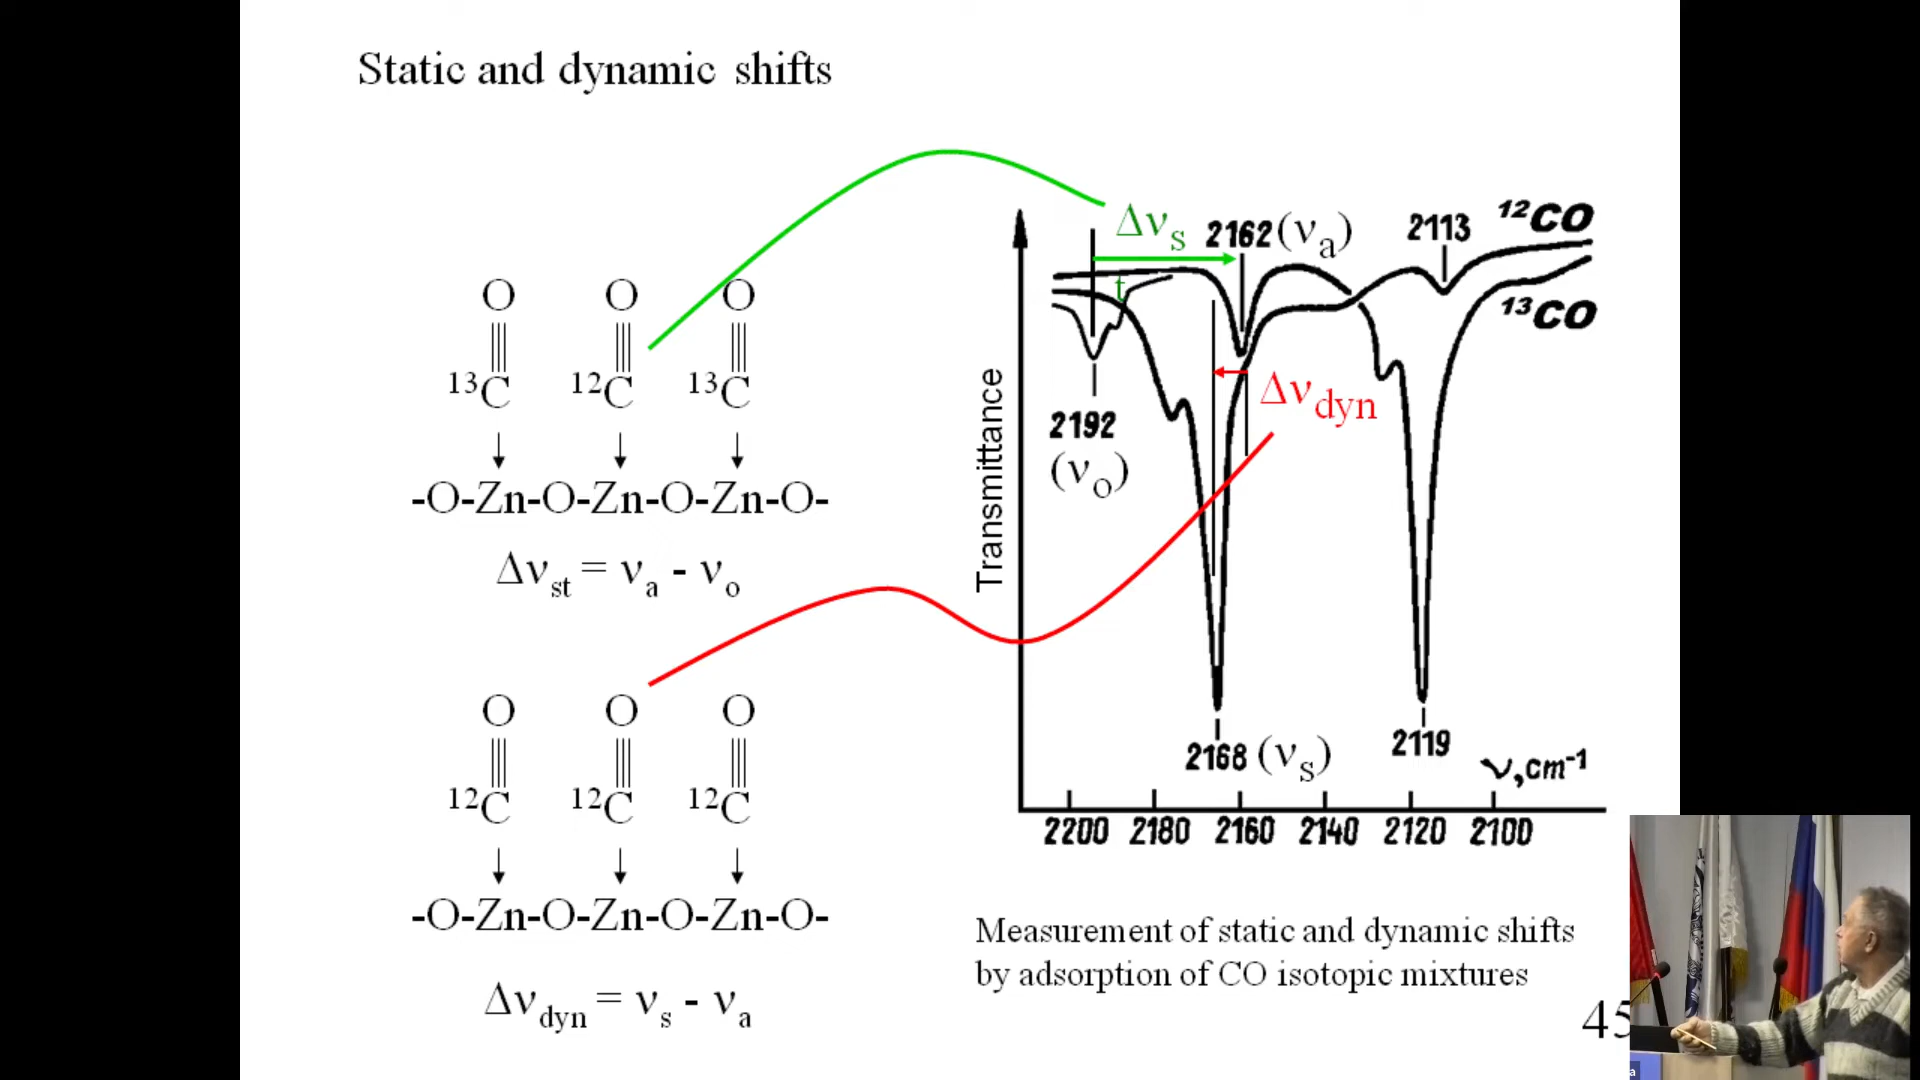 Static and dynamic shifts
O O O
¹³C ¹²C ¹³C
-O-Zn-O-Zn-O-Zn-O-
Δν_st = ν_a - ν_o
O O O
¹²C ¹²C ¹²C
-O-Zn-O-Zn-O-Zn-O-
Δν_dyn = ν_s - ν_a
Transmittance
Δν_s
t
2162 (ν_a)
2113
¹²CO
¹³CO
2192
(ν_o)
Δν_dyn
2168 (ν_s)
2119
ν,cm⁻¹
2200 2180 2160 2140 2120 2100
Measurement of static and dynamic shifts
by adsorption of CO isotopic mixtures